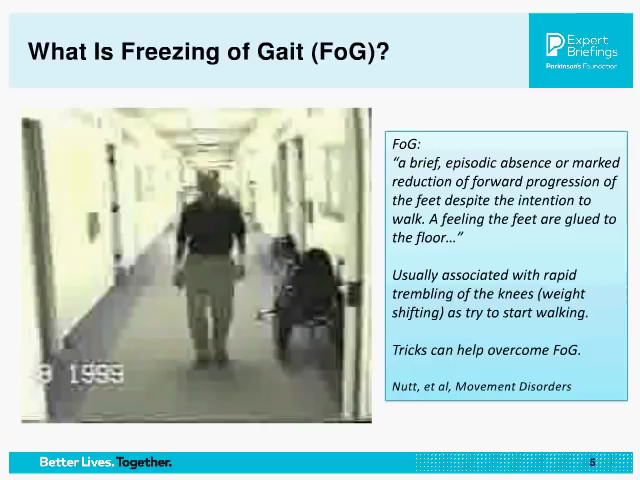 What Is Freezing of Gait (FoG)?
Expert
Briefings
Parkinson's Foundation
FoG:
“a brief, episodic absence or marked
reduction of forward progression of
the feet despite the intention to
walk. A feeling the feet are glued to
the floor…”
Usually associated with rapid
trembling of the knees (weight
shifting) as try to start walking.
Tricks can help overcome FoG.
Nutt, et al, Movement Disorders
9 1999
Better Lives. Together.
5